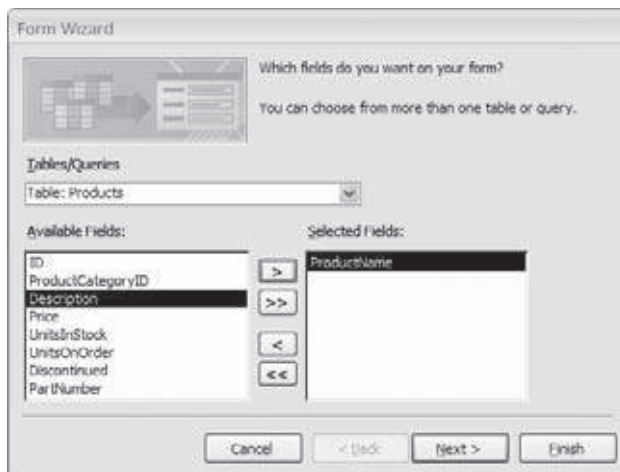 Form Wizard
Which fields do you want on your form?
You can choose from more than one table or query.
Tables/Queries
Table: Products
Available Fields:
Selected Fields:
ID
ProductCategoryID
Description
Price
UnitsInStock
UnitsOnOrder
Discontinued
PartNumber
>
>>
<
<<
ProductName
Cancel
< Back
Next >
Finish